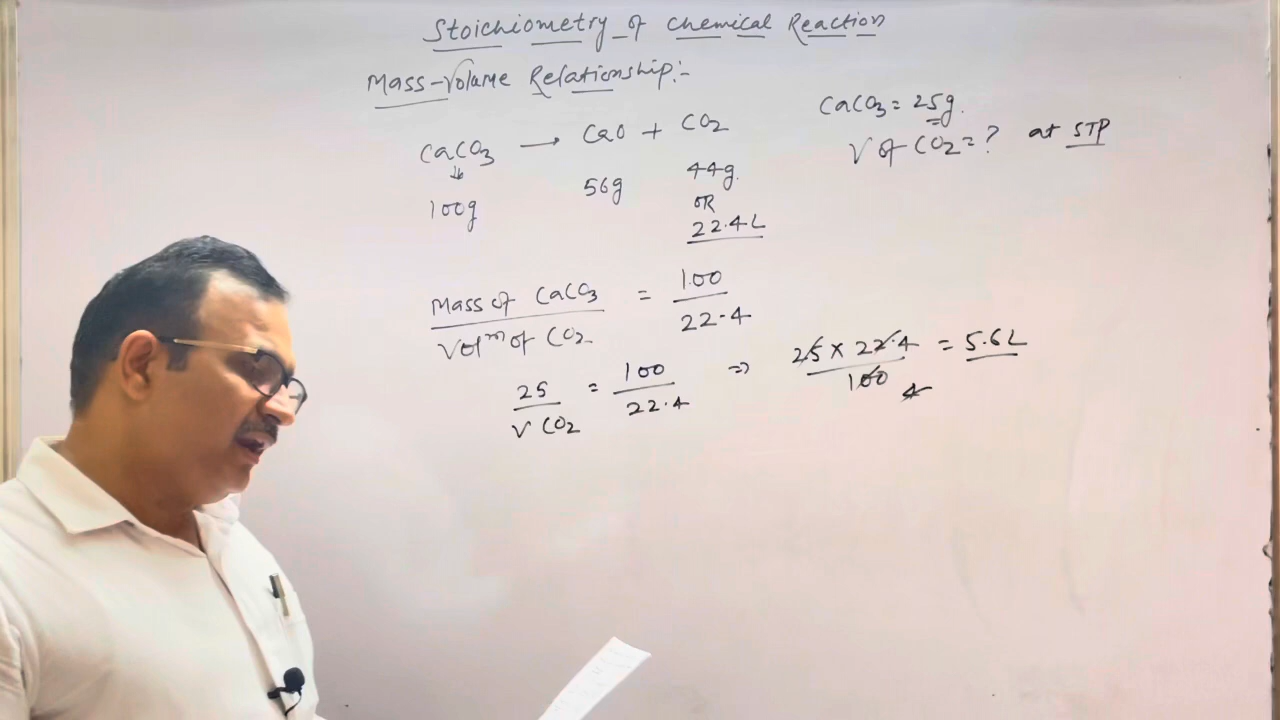 Stoichiometry of Chemical Reaction
Mass-Volume Relationship:-
CaCO3 → CaO + CO2
100g 56g 44g
OR
22.4L
CaCO3 = 25g.
V of CO2 = ? at STP
Mass of CaCO3 / Volm of CO2 = 100 / 22.4
25 / V CO2 = 100 / 22.4 ⇒ 25 x 22.4 / 100 4 = 5.6L